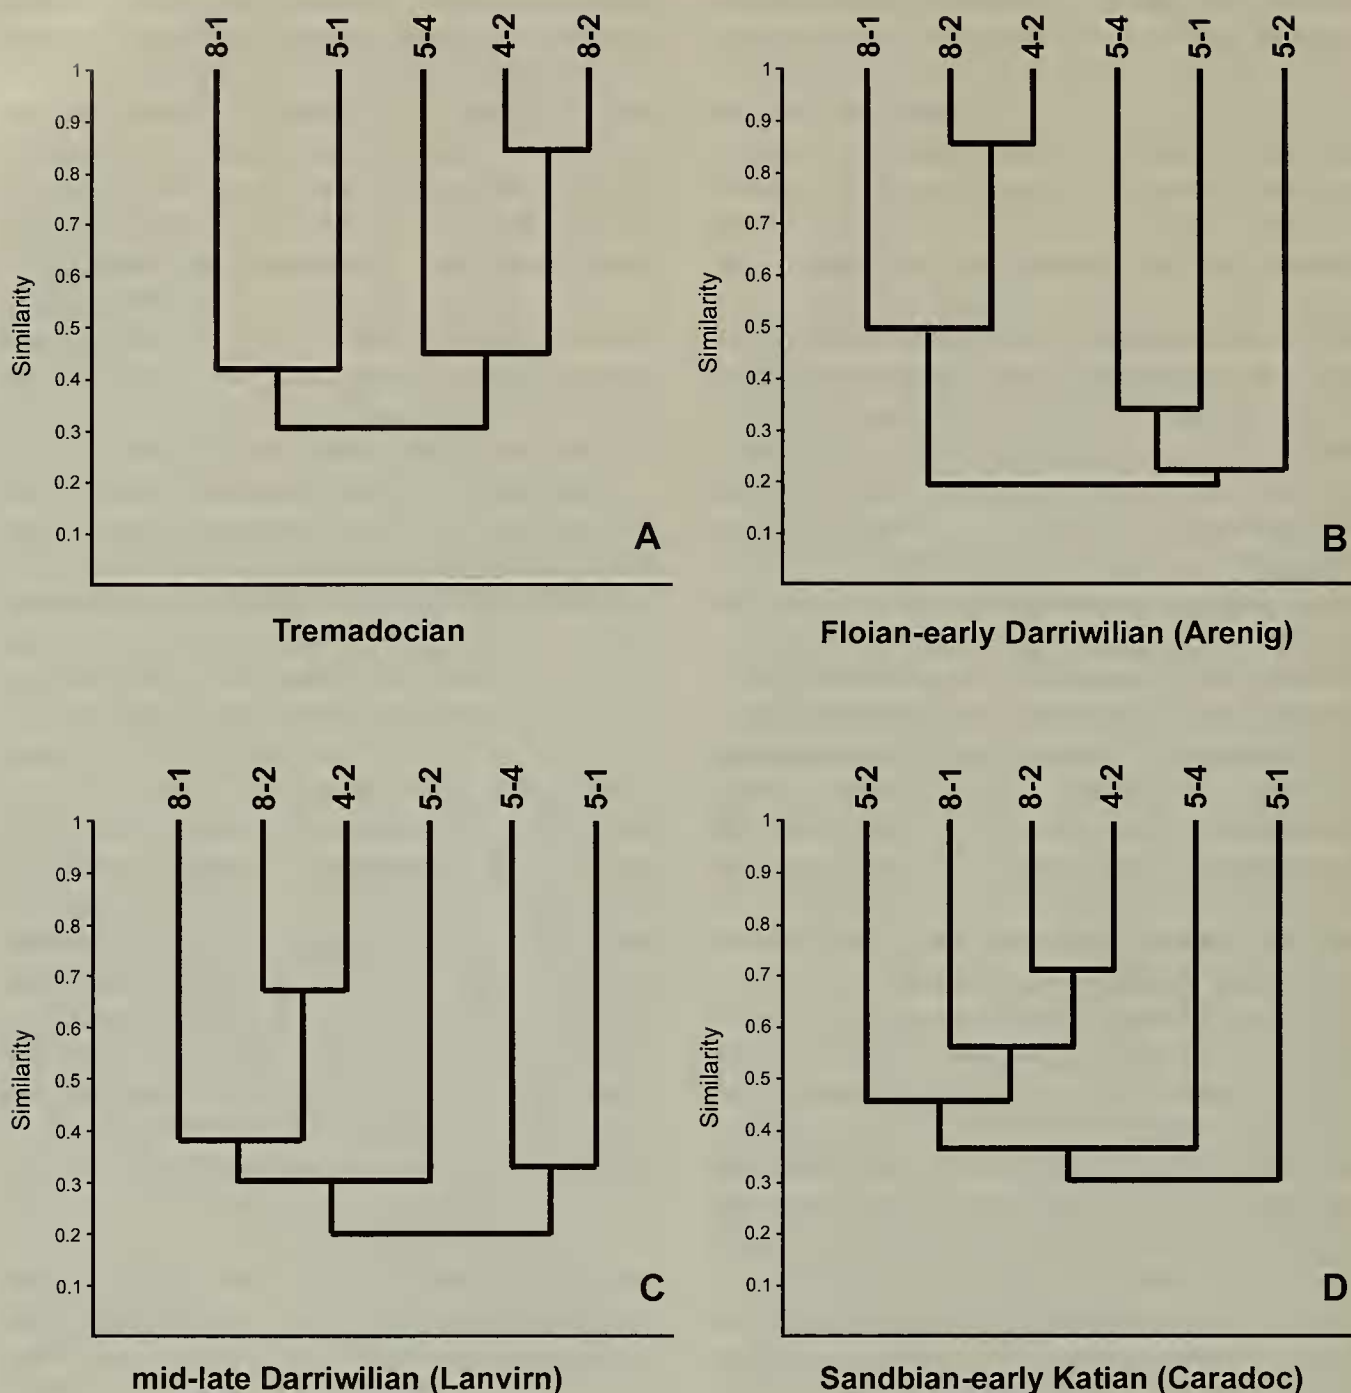 8-1 5-1 5-4 4-2 8-2
1
0.9
0.8
0.7
0.6
0.5
0.4
0.3
0.2
0.1
Similarity
A
Tremadocian
8-1 8-2 4-2 5-4 5-1 5-2
1
0.9
0.8
0.7
0.6
0.5
0.4
0.3
0.2
0.1
Similarity
B
Floian-early Darriwilian (Arenig)
8-1 8-2 4-2 5-2 5-4 5-1
1
0.9
0.8
0.7
0.6
0.5
0.4
0.3
0.2
0.1
Similarity
C
mid-late Darriwilian (Lanvirn)
5-2 8-1 8-2 4-2 5-4 5-1
1
0.9
0.8
0.7
0.6
0.5
0.4
0.3
0.2
0.1
Similarity
D
Sandbian-early Katian (Caradoc)